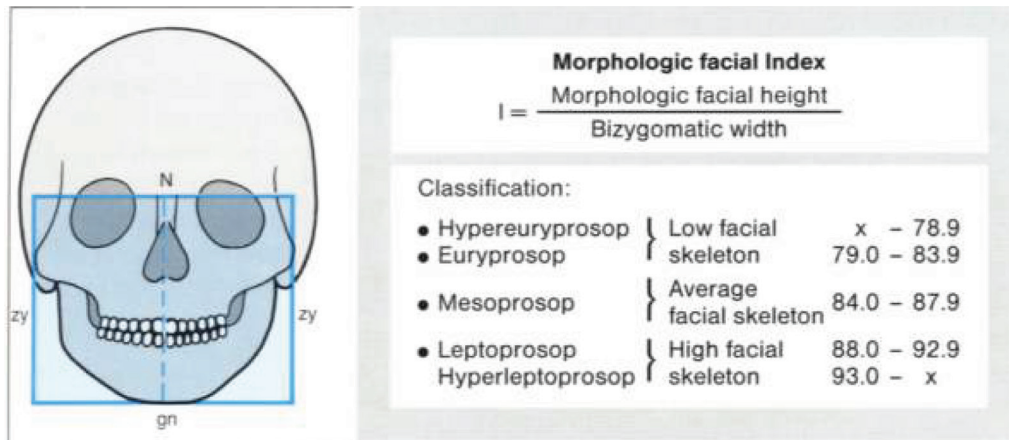 N
zy
zy
gn
Morphologic facial Index
I = Morphologic facial height
Bizygomatic width
Classification:
• Hypereuryprosop } Low facial x – 78.9
• Euryprosop skeleton 79.0 – 83.9
• Mesoprosop } Average
facial skeleton 84.0 – 87.9
• Leptoprosop } High facial 88.0 – 92.9
Hyperleptoprosop skeleton 93.0 – x